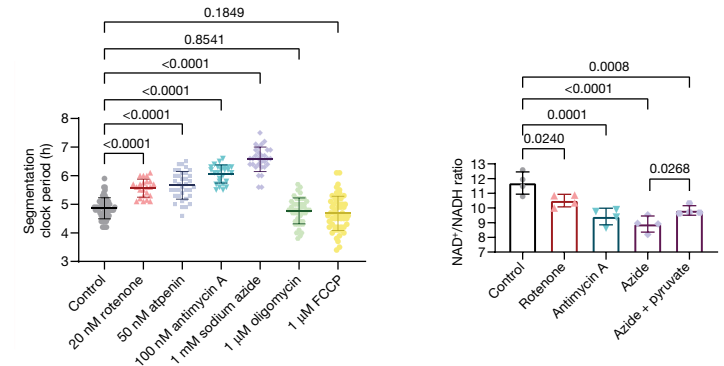 0.1849
0.8541
<0.0001
<0.0001
<0.0001
<0.0001
Segmentation
clock period (h)
8
7
6
5
4
3
Control
20 nM rotenone
50 nM atpenin
100 nM antimycin A
1 mM sodium azide
1 μM oligomycin
1 μM FCCP
0.0008
<0.0001
0.0001
0.0240
0.0268
NAD⁺/NADH ratio
13
12
11
10
9
8
7
Control
Rotenone
Antimycin A
Azide
Azide + pyruvate